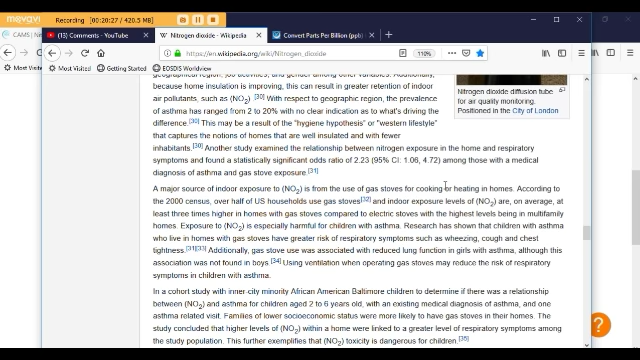 movavi
Recording 00:20:27 / 420.5 MB
CAMS | NI
(3) Comments - YouTube
W Nitrogen dioxide - Wikipedia
Convert Parts Per Billion (ppb)
https://en.wikipedia.org/wiki/Nitrogen_dioxide
110%
Most Visited
Most Visited Getting Started EOSDIS Worldview
because home insulation is improving, this can result in greater retention of indoor
air pollutants, such as (NO2).[30] With respect to geographic region, the prevalence
of asthma has ranged from 2 to 20% with no clear indication as to what's driving the
difference.[30] This may be a result of the "hygiene hypothesis" or "western lifestyle"
that captures the notions of homes that are well insulated and with fewer
inhabitants.[30] Another study examined the relationship between nitrogen exposure in the home and respiratory
symptoms and found a statistically significant odds ratio of 2.23 (95% CI: 1.06, 4.72) among those with a medical
diagnosis of asthma and gas stove exposure.[31]
Nitrogen dioxide diffusion tube
for air quality monitoring.
Positioned in the City of London
A major source of indoor exposure to (NO2) is from the use of gas stoves for cooking or heating in homes. According to
the 2000 census, over half of US households use gas stoves[32] and indoor exposure levels of (NO2) are, on average, at
least three times higher in homes with gas stoves compared to electric stoves with the highest levels being in multifamily
homes. Exposure to (NO2) is especially harmful for children with asthma. Research has shown that children with asthma
who live in homes with gas stoves have greater risk of respiratory symptoms such as wheezing, cough and chest
tightness.[31][33] Additionally, gas stove use was associated with reduced lung function in girls with asthma, although this
association was not found in boys.[34] Using ventilation when operating gas stoves may reduce the risk of respiratory
symptoms in children with asthma.
In a cohort study with inner-city minority African American Baltimore children to determine if there was a relationship
between (NO2) and asthma for children aged 2 to 6 years old, with an existing medical diagnosis of asthma, and one
asthma related visit. Families of lower socioeconomic status were more likely to have gas stoves in their homes. The
study concluded that higher levels of (NO2) within a home were linked to a greater level of respiratory symptoms among
the study population. This further exemplifies that (NO2) toxicity is dangerous for children.[35]
?